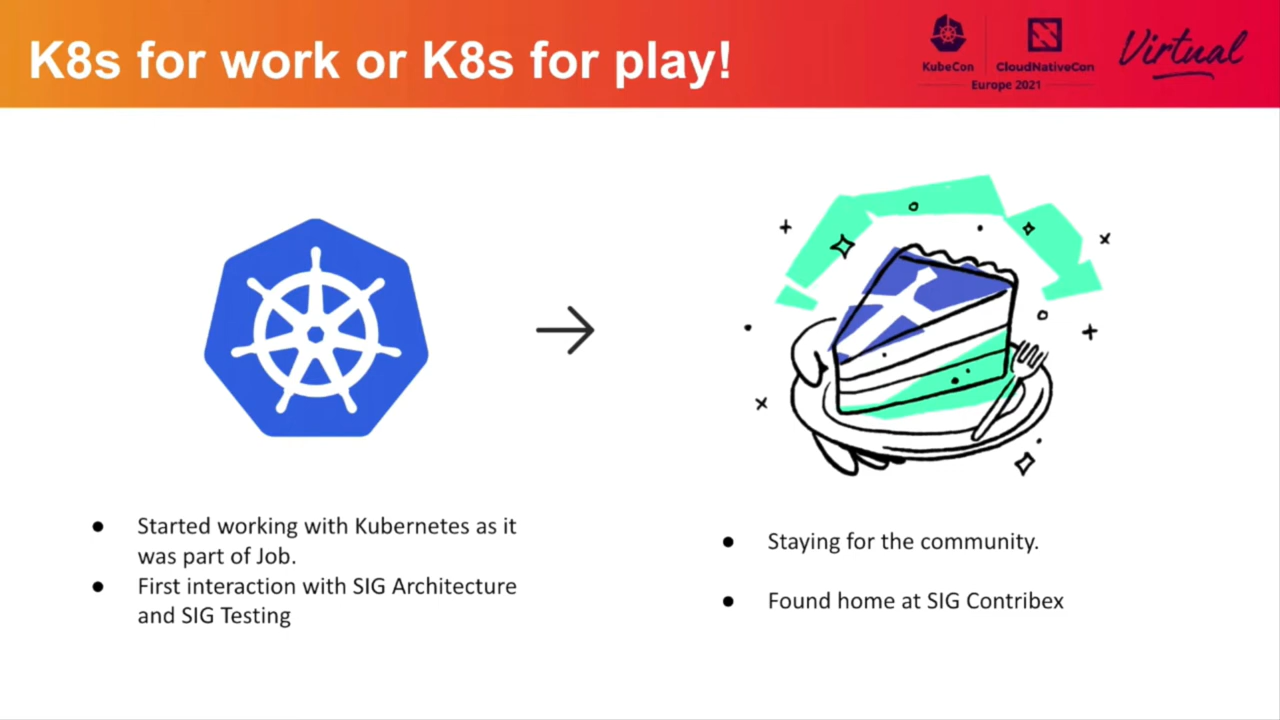 K8s for work or K8s for play!
KubeCon
CloudNativeCon
Europe 2021
Virtual
● Started working with Kubernetes as it
was part of Job.
● First interaction with SIG Architecture
and SIG Testing
● Staying for the community.
● Found home at SIG Contribex